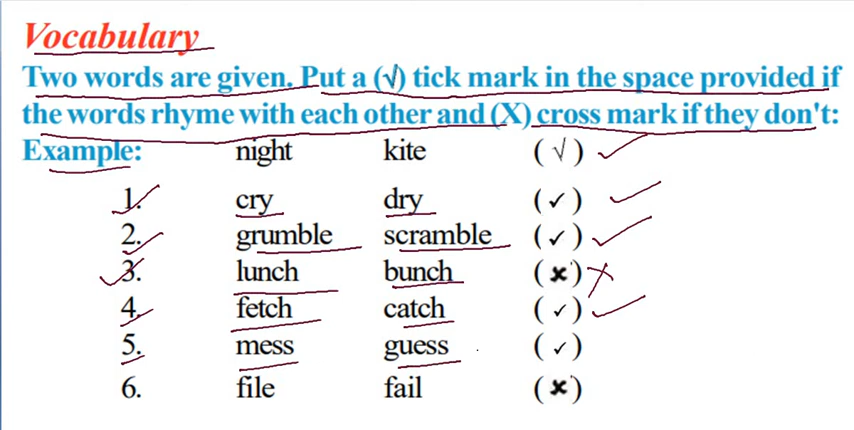 Vocabulary
Two words are given. Put a (√) tick mark in the space provided if
the words rhyme with each other and (X) cross mark if they don't:
Example: night kite (√) ✓
1. cry dry (✓) ✓
2. grumble scramble (✓) ✓
3. lunch bunch (✖) ✗
4. fetch catch (✓) ✓
5. mess guess (✓)
6. file fail (✖)